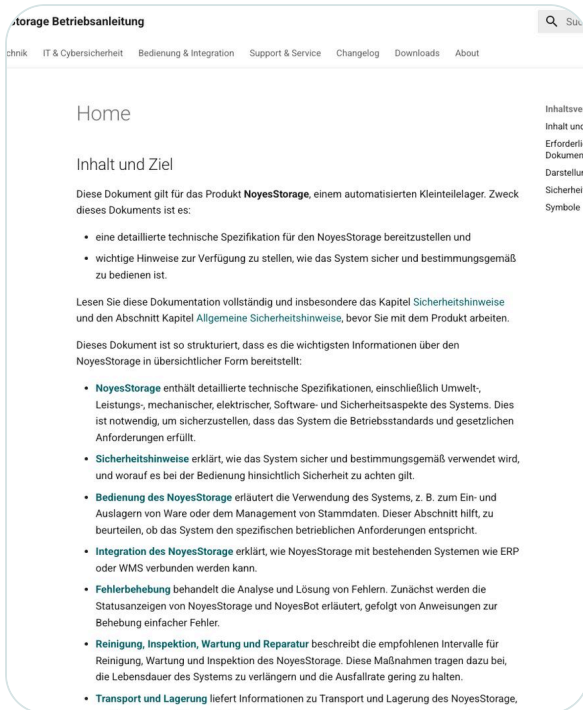 storage Betriebsanleitung
IT & Cybersicherheit Bedienung & Integration Support & Service Changelog Downloads About
Home
Inhalt und Ziel
Diese Dokument gilt für das Produkt NoyesStorage, einem automatisierten Kleinteilelager. Zweck
dieses Dokuments ist es:
• eine detaillierte technische Spezifikation für den NoyesStorage bereitzustellen und
• wichtige Hinweise zur Verfügung zu stellen, wie das System sicher und bestimmungsgemäß
zu bedienen ist.
Lesen Sie diese Dokumentation vollständig und insbesondere das Kapitel Sicherheitshinweise
und den Abschnitt Kapitel Allgemeine Sicherheitshinweise, bevor Sie mit dem Produkt arbeiten.
Dieses Dokument ist so strukturiert, dass es die wichtigsten Informationen über den
NoyesStorage in übersichtlicher Form bereitstellt:
• NoyesStorage enthält detaillierte technische Spezifikationen, einschließlich Umwelt-,
Leistungs-, mechanischer, elektrischer, Software- und Sicherheitsaspekte des Systems. Dies
ist notwendig, um sicherzustellen, dass das System die Betriebsstandards und gesetzlichen
Anforderungen erfüllt.
• Sicherheitshinweise erklärt, wie das System sicher und bestimmungsgemäß verwendet wird,
und worauf es bei der Bedienung hinsichtlich Sicherheit zu achten gilt.
• Bedienung des NoyesStorage erläutert die Verwendung des Systems, z. B. zum Ein- und
Auslagern von Ware oder dem Management von Stammdaten. Dieser Abschnitt hilft, zu
beurteilen, ob das System den spezifischen betrieblichen Anforderungen entspricht.
• Integration des NoyesStorage erklärt, wie NoyesStorage mit bestehenden Systemen wie ERP
oder WMS verbunden werden kann.
• Fehlerbehebung behandelt die Analyse und Lösung von Fehlern. Zunächst werden die
Statusanzeigen von NoyesStorage und NoyesBot erläutert, gefolgt von Anweisungen zur
Behebung einfacher Fehler.
• Reinigung, Inspektion, Wartung und Reparatur beschreibt die empfohlenen Intervalle für
Reinigung, Wartung und Inspektion des NoyesStorage. Diese Maßnahmen tragen dazu bei,
die Lebensdauer des Systems zu verlängern und die Ausfallrate gering zu halten.
• Transport und Lagerung liefert Informationen zu Transport und Lagerung des NoyesStorage,
Inhalt und
Symbole